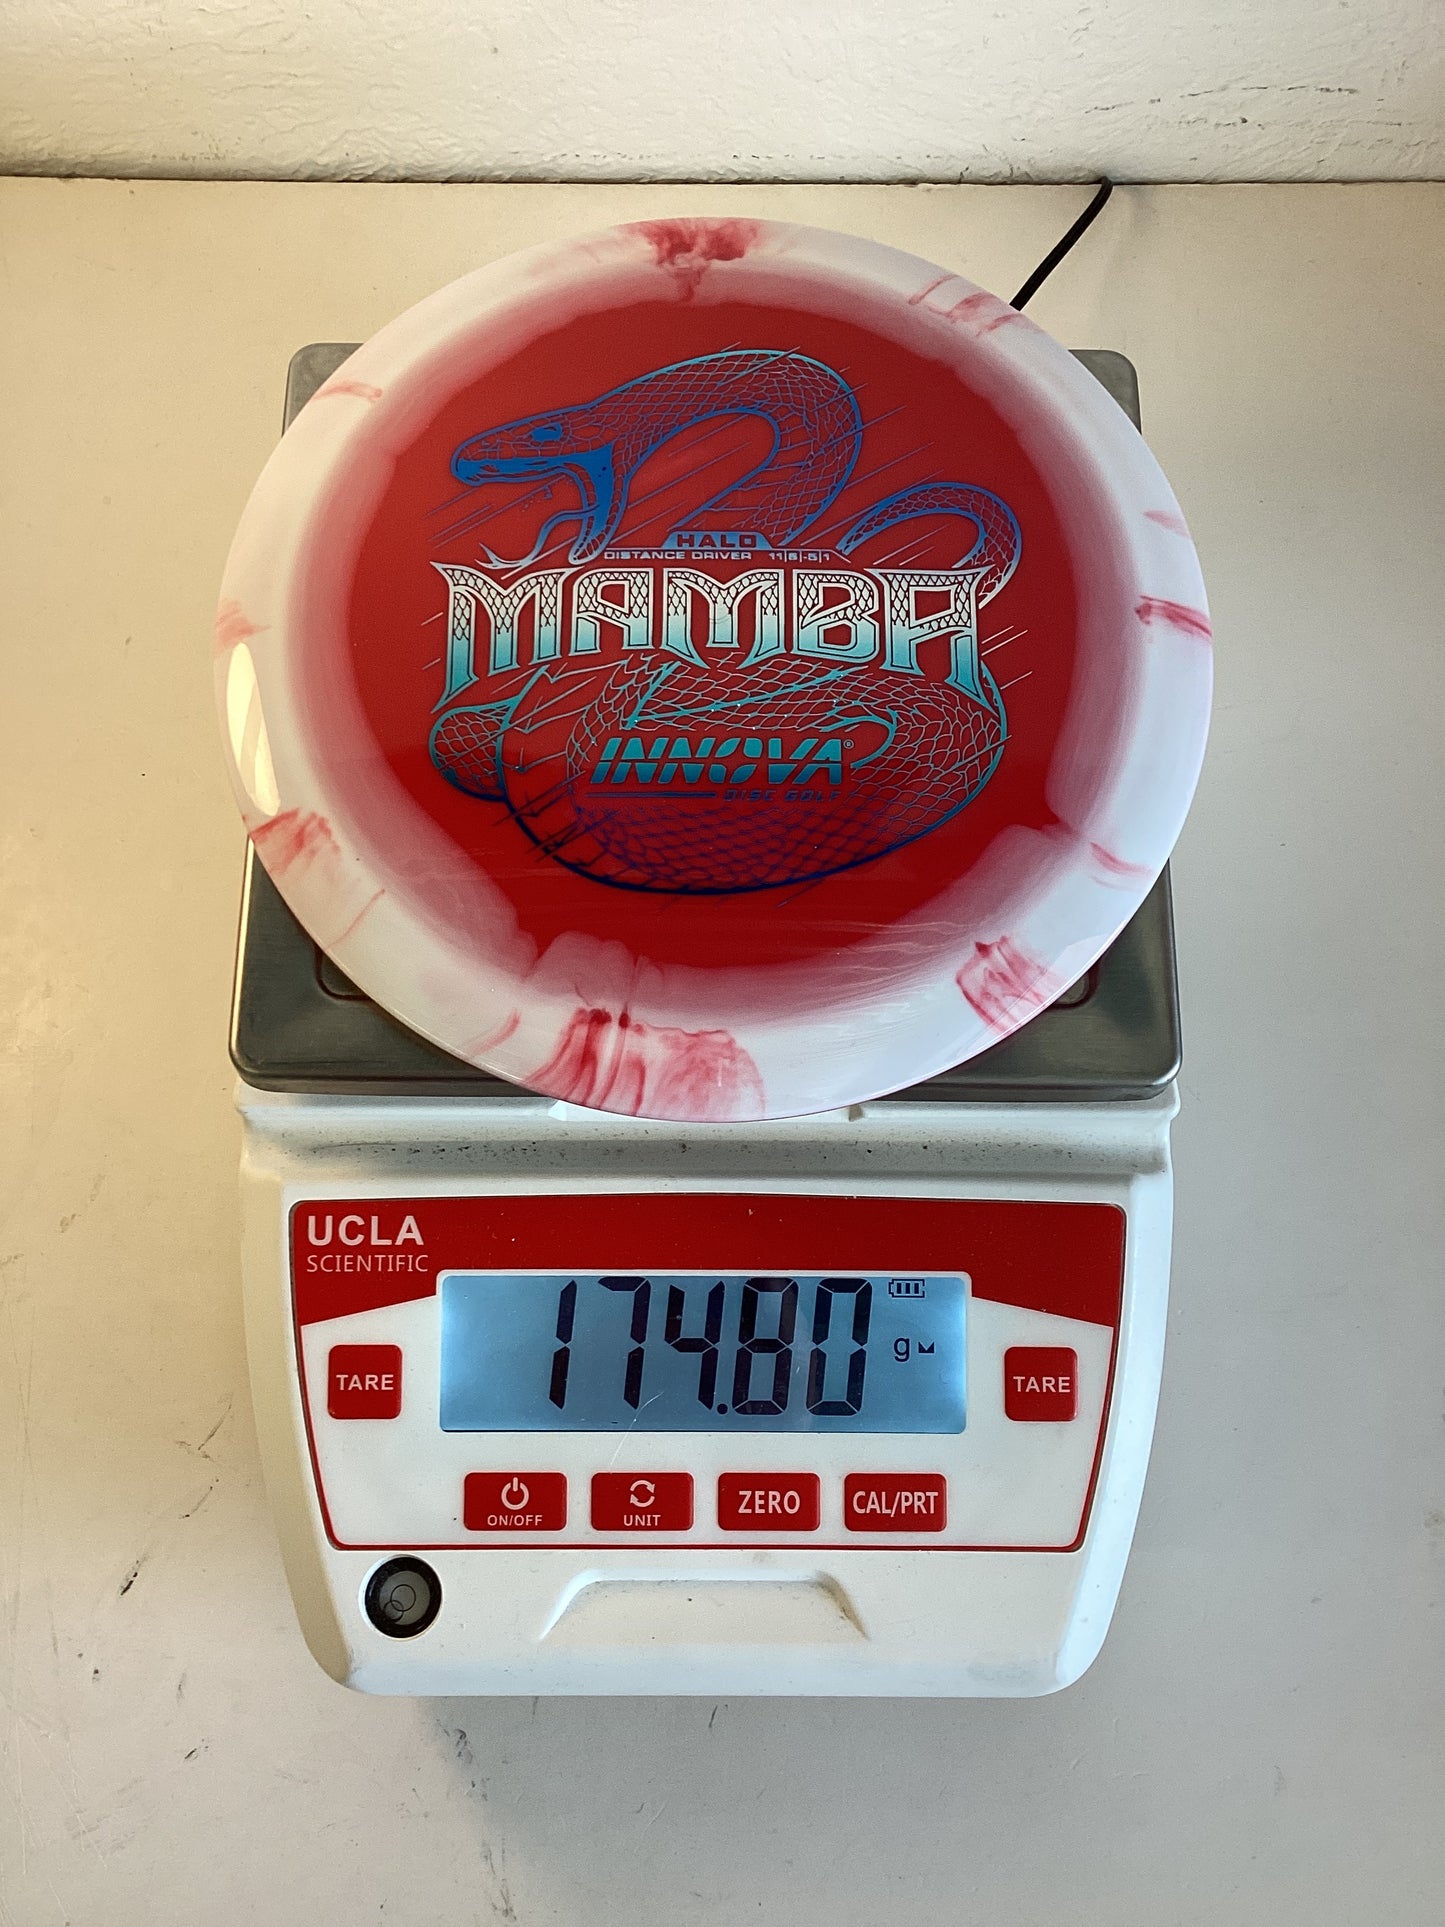 HALO
DISTANCE DRIVER 11|6|-5|1
MAMBA
INNOVA®
DISC GOLF
UCLA
SCIENTIFIC
174.80 g
TARE
TARE
ON/OFF
UNIT
ZERO
CAL/PRT